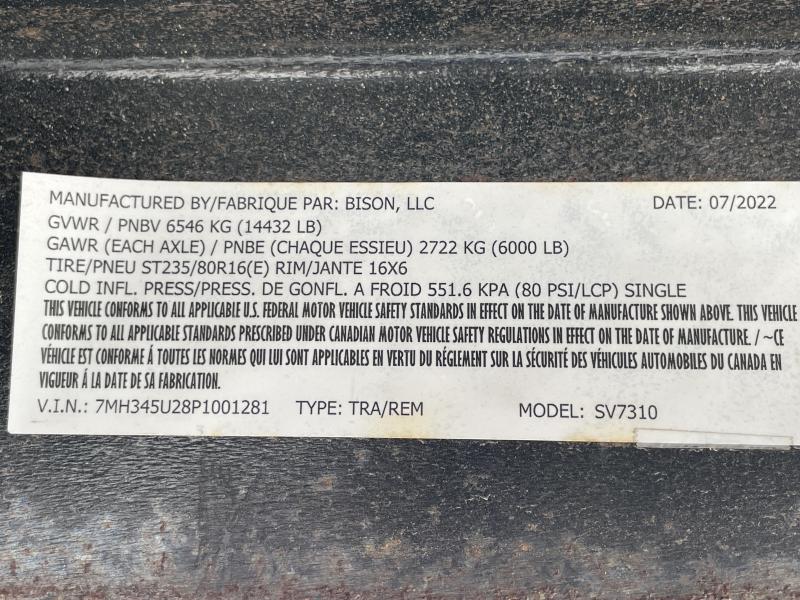 MANUFACTURED BY/FABRIQUE PAR: BISON, LLC DATE: 07/2022
GVWR / PNBV 6546 KG (14432 LB)
GAWR (EACH AXLE) / PNBE (CHAQUE ESSIEU) 2722 KG (6000 LB)
TIRE/PNEU ST235/80R16(E) RIM/JANTE 16X6
COLD INFL. PRESS/PRESS. DE GONFL. A FROID 551.6 KPA (80 PSI/LCP) SINGLE
THIS VEHICLE CONFORMS TO ALL APPLICABLE U.S. FEDERAL MOTOR VEHICLE SAFETY STANDARDS IN EFFECT ON THE DATE OF MANUFACTURE SHOWN ABOVE. THIS VEHICLE
CONFORMS TO ALL APPLICABLE STANDARDS PRESCRIBED UNDER CANADIAN MOTOR VEHICLE SAFETY REGULATIONS IN EFFECT ON THE DATE OF MANUFACTURE. / ~CE
VÉHICLE EST CONFORME Á TOUTES LES NORMES QUI LUI SONT APPLICABLES EN VERTU DU RÉGLEMENT SUR LA SÉCURITÉ DES VÉHICULES AUTOMOBILES DU CANADA EN
VIGUEUR Á LA DATE DE SA FABRICATION.
V.I.N.: 7MH345U28P1001281 TYPE: TRA/REM MODEL: SV7310